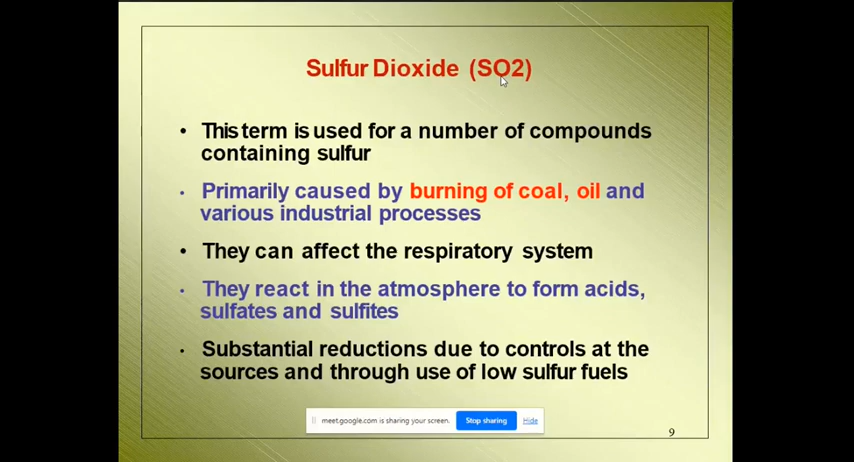 Sulfur Dioxide (SO2)
• This term is used for a number of compounds
containing sulfur
• Primarily caused by burning of coal, oil and
various industrial processes
• They can affect the respiratory system
• They react in the atmosphere to form acids,
sulfates and sulfites
• Substantial reductions due to controls at the
sources and through use of low sulfur fuels
meet.google.com is sharing your screen. Stop sharing Hide
9